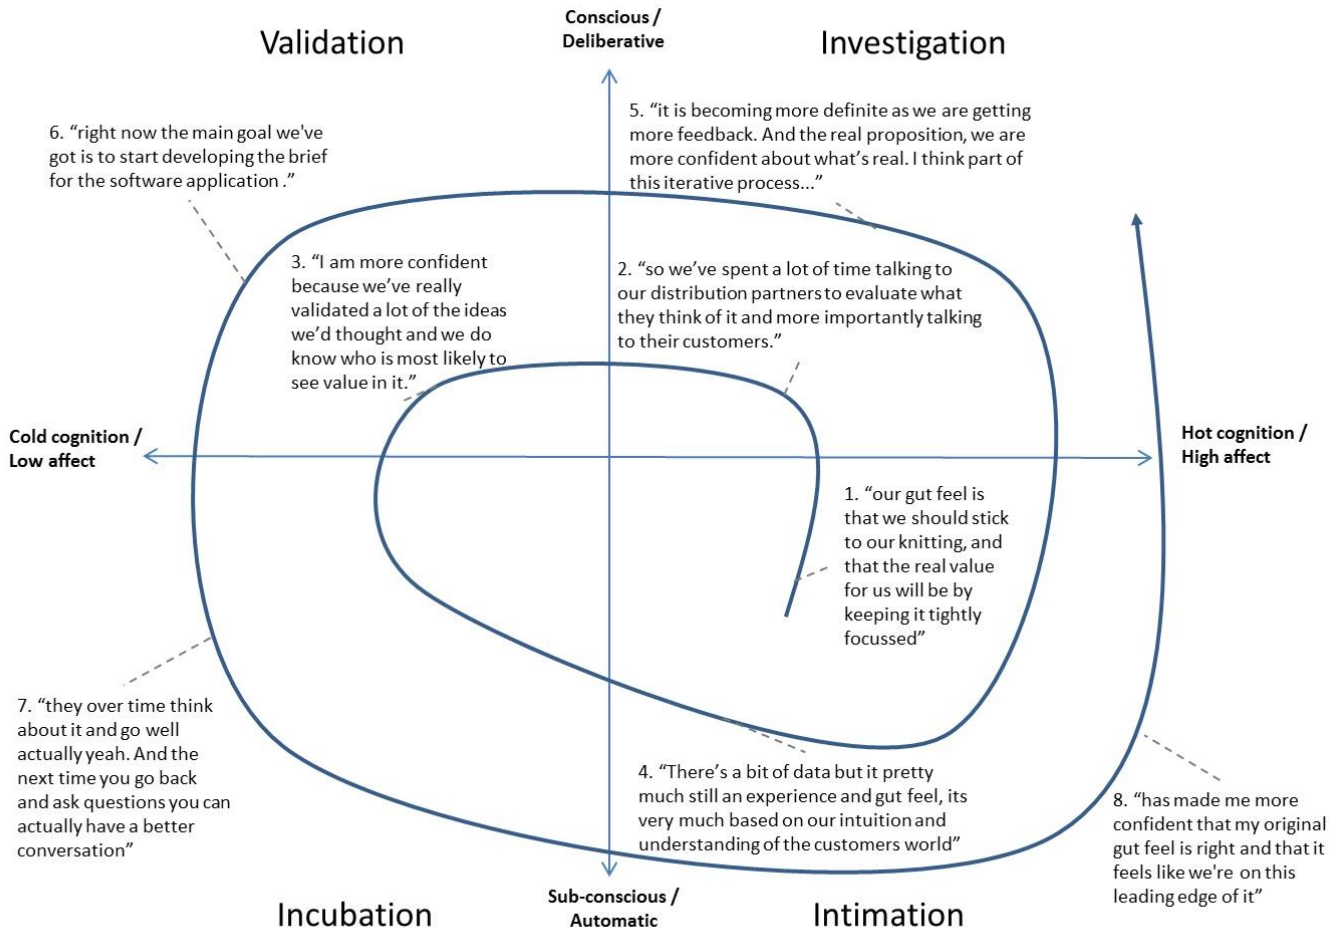 Conscious /
Deliberative
Validation
Investigation
6. “right now the main goal we've
got is to start developing the brief
for the software application .”
5. “it is becoming more definite as we are getting
more feedback. And the real proposition, we are
more confident about what’s real. I think part of
this iterative process...”
3. “I am more confident
because we’ve really
validated a lot of the ideas
we’d thought and we do
know who is most likely to
see value in it.”
2. “so we’ve spent a lot of time talking to
our distribution partners to evaluate what
they think of it and more importantly talking
to their customers.”
Cold cognition /
Low affect
Hot cognition /
High affect
1. “our gut feel is
that we should stick
to our knitting, and
that the real value
for us will be by
keeping it tightly
focussed”
7. “they over time think
about it and go well
actually yeah. And the
next time you go back
and ask questions you can
actually have a better
conversation”
4. “There’s a bit of data but it pretty
much still an experience and gut feel, its
very much based on our intuition and
understanding of the customers world”
8. “has made me more
confident that my original
gut feel is right and that it
feels like we're on this
leading edge of it”
Sub-conscious /
Automatic
Incubation
Intimation